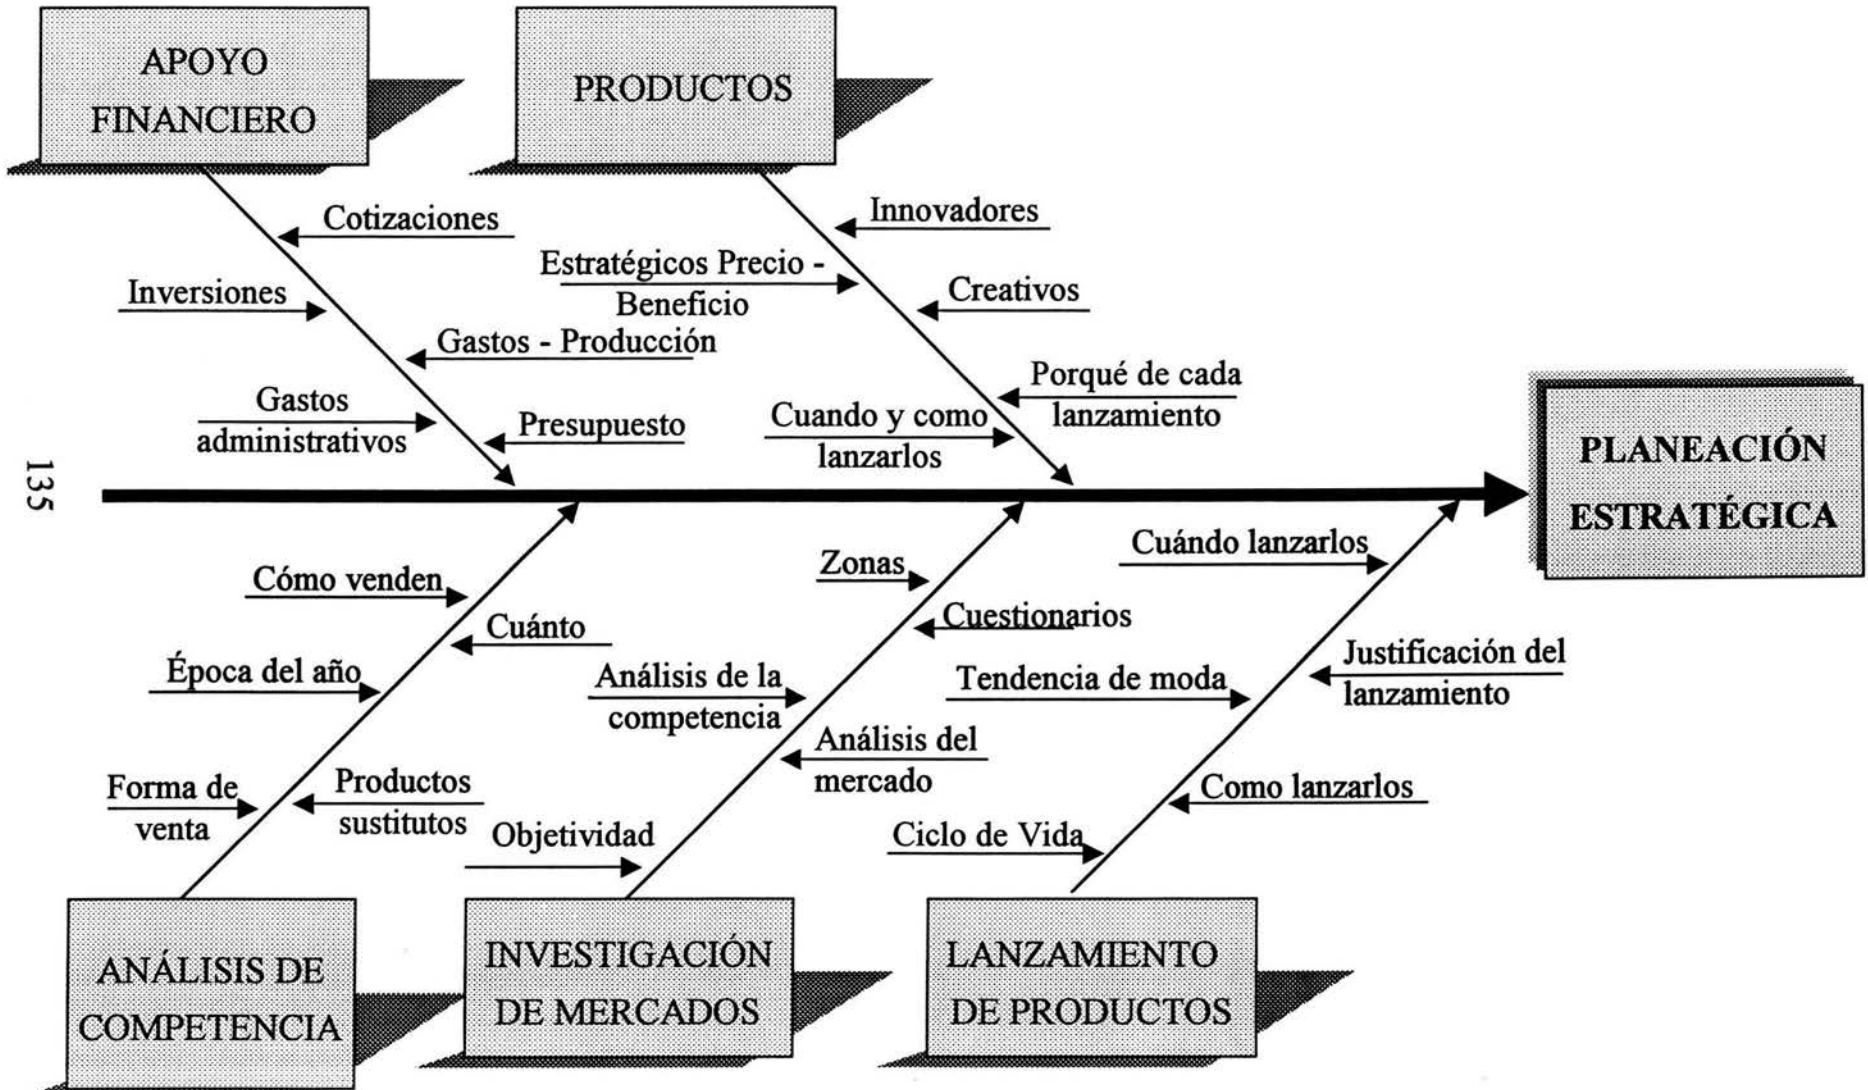 APOYO
FINANCIERO
PRODUCTOS
Cotizaciones
Inversiones
Gastos - Producción
Gastos
administrativos
Presupuesto
Innovadores
Estratégicos Precio -
Beneficio
Creativos
Porqué de cada
lanzamiento
Cuando y como
lanzarlos
PLANEACIÓN
ESTRATÉGICA
135
Cómo venden
Cuánto
Época del año
Forma de
venta
Productos
sustitutos
Zonas
Cuestionarios
Análisis de la
competencia
Análisis del
mercado
Objetividad
Cuándo lanzarlos
Justificación del
lanzamiento
Tendencia de moda
Como lanzarlos
Ciclo de Vida
ANÁLISIS DE
COMPETENCIA
INVESTIGACIÓN
DE MERCADOS
LANZAMIENTO
DE PRODUCTOS